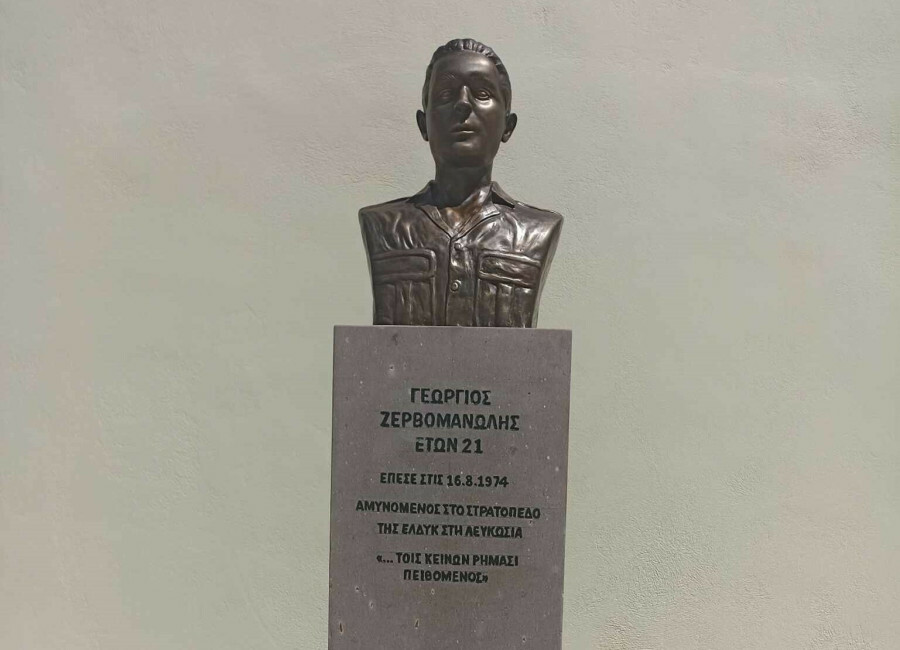 ΓΕΩΡΓΙΟΣ
ΖΕΡΒΟΜΑΝΩΛΗΣ
ΕΤΩΝ 21
ΕΠΕΣΕ ΣΤΙΣ 16.8.1974
ΑΜΥΝΟΜΕΝΟΣ ΣΤΟ ΣΤΡΑΤΟΠΕΔΟ
ΤΗΣ ΕΛΔΥΚ ΣΤΗ ΛΕΥΚΩΣΙΑ
«... ΤΟΙΣ ΚΕΙΝΩΝ ΡΗΜΑΣΙ
ΠΕΙΘΟΜΕΝΟΣ»